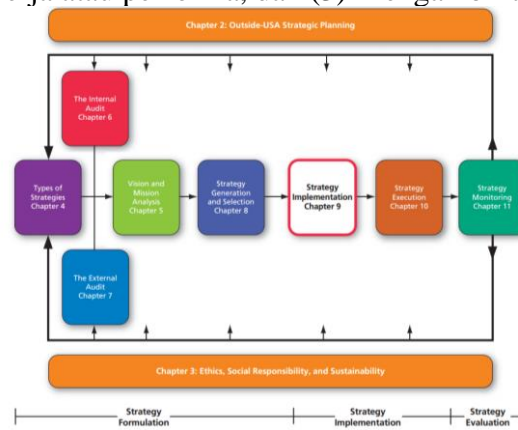 Chapter 2: Outside-USA Strategic Planning
The Internal
Audit
Chapter 6
Types of
Strategies
Chapter 4
Vision and
Mission
Analysis
Chapter 5
Strategy
Generation
and Selection
Chapter 8
Strategy
Implementation
Chapter 9
Strategy
Execution
Chapter 10
Strategy
Monitoring
Chapter 11
The External
Audit
Chapter 7
Chapter 3: Ethics, Social Responsibility, and Sustainability
Strategy
Formulation
Strategy
Implementation
Strategy
Evaluation